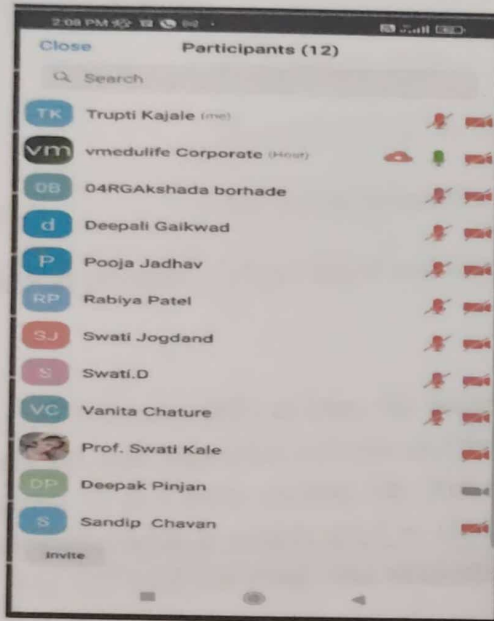 2:09 PM
Close Participants (12)
Search
TK Trupti Kajale (me)
vm vmedulife Corporate (Host)
DB 04RGAkshada borhade
d Deepali Gaikwad
P Pooja Jadhav
RP Rabiya Patel
SJ Swati Jogdand
S Swati.D
VC Vanita Chature
Prof. Swati Kale
DP Deepak Pinjan
S Sandip Chavan
Invite